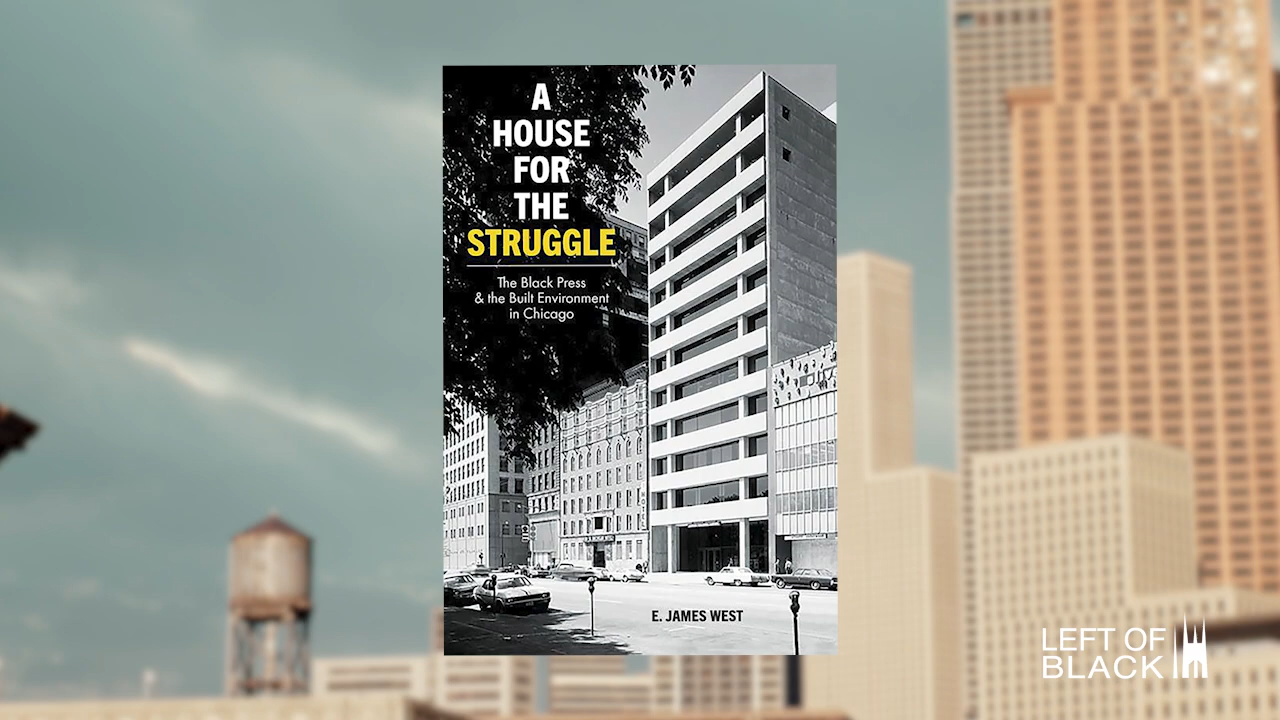 A
HOUSE
FOR
THE
STRUGGLE
The Black Press
& the Built Environment
in Chicago
E. JAMES WEST
LEFT OF
BLACK